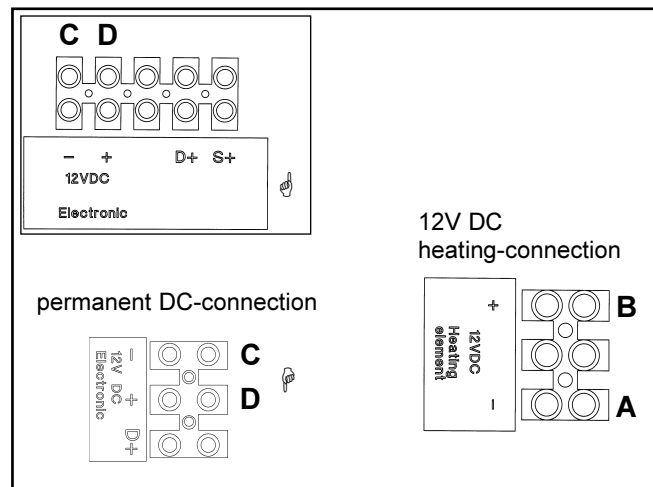 C D
− + D+ S+
12VDC
Electronic
12V DC
heating-connection
permanent DC-connection
− + D+
12V DC
Electronic
C
D
+ −
12VDC
Heating
element
B
A